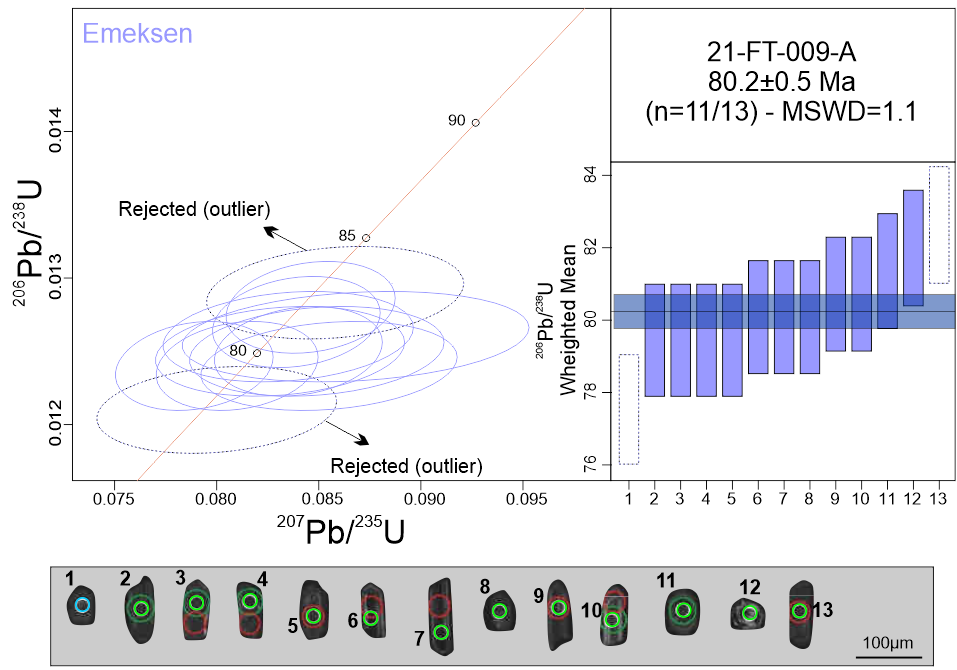 Emeksen
21-FT-009-A
80.2±0.5 Ma
(n=11/13) - MSWD=1.1
206Pb/238U
0.014
0.013
0.012
90
85
80
Rejected (outlier)
Rejected (outlier)
0.075 0.080 0.085 0.090 0.095
207Pb/235U
206Pb/238U
Wheighted Mean
84
82
80
78
76
1 2 3 4 5 6 7 8 9 10 11 12 13
1 2 3 4 5 6 7 8 9 10 11 12 13
100µm